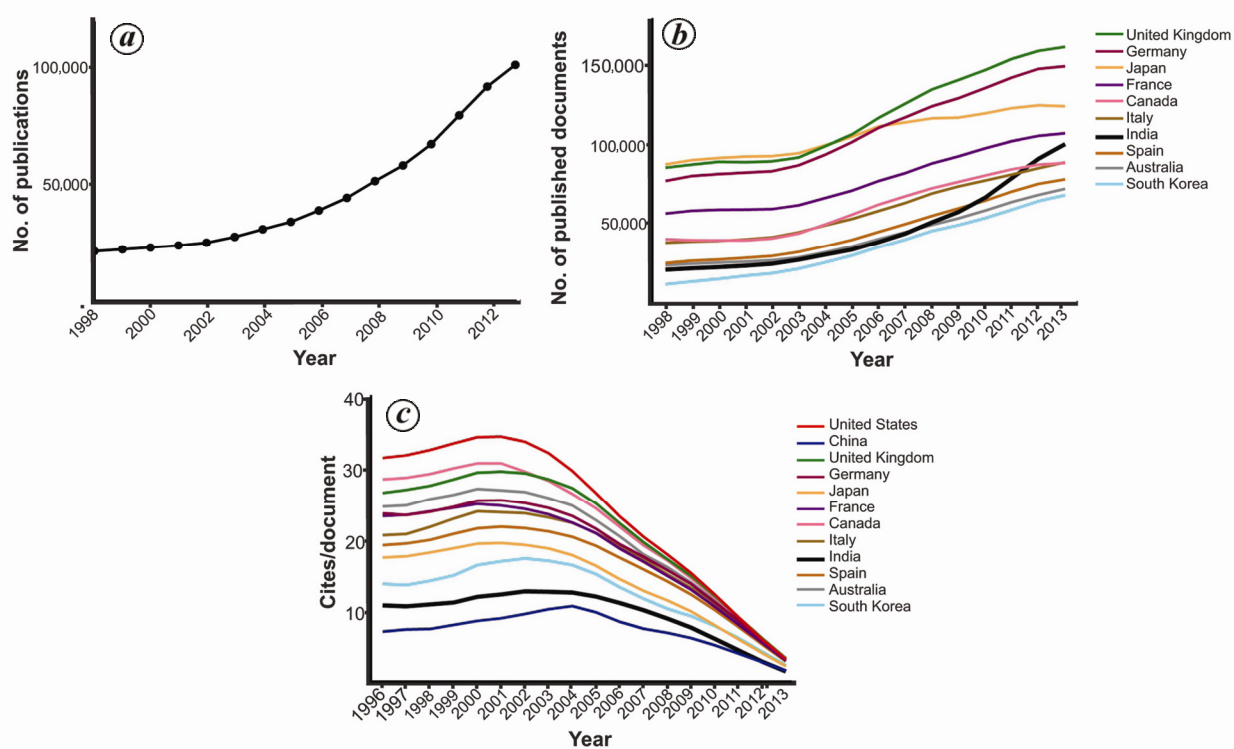 a
No. of publications
100,000
50,000
-
1998
2000
2002
2004
2006
2008
2010
2012
Year
b
No. of published documents
150,000
100,000
50,000
1998
1999
2000
2001
2002
2003
2004
2005
2006
2007
2008
2009
2010
2011
2012
2013
Year
United Kingdom
Germany
Japan
France
Canada
Italy
India
Spain
Australia
South Korea
c
Cites/document
40
30
20
10
1996
1997
1998
1999
2000
2001
2002
2003
2004
2005
2006
2007
2008
2009
2010
2011
2012
2013
Year
United States
China
United Kingdom
Germany
Japan
France
Canada
Italy
India
Spain
Australia
South Korea